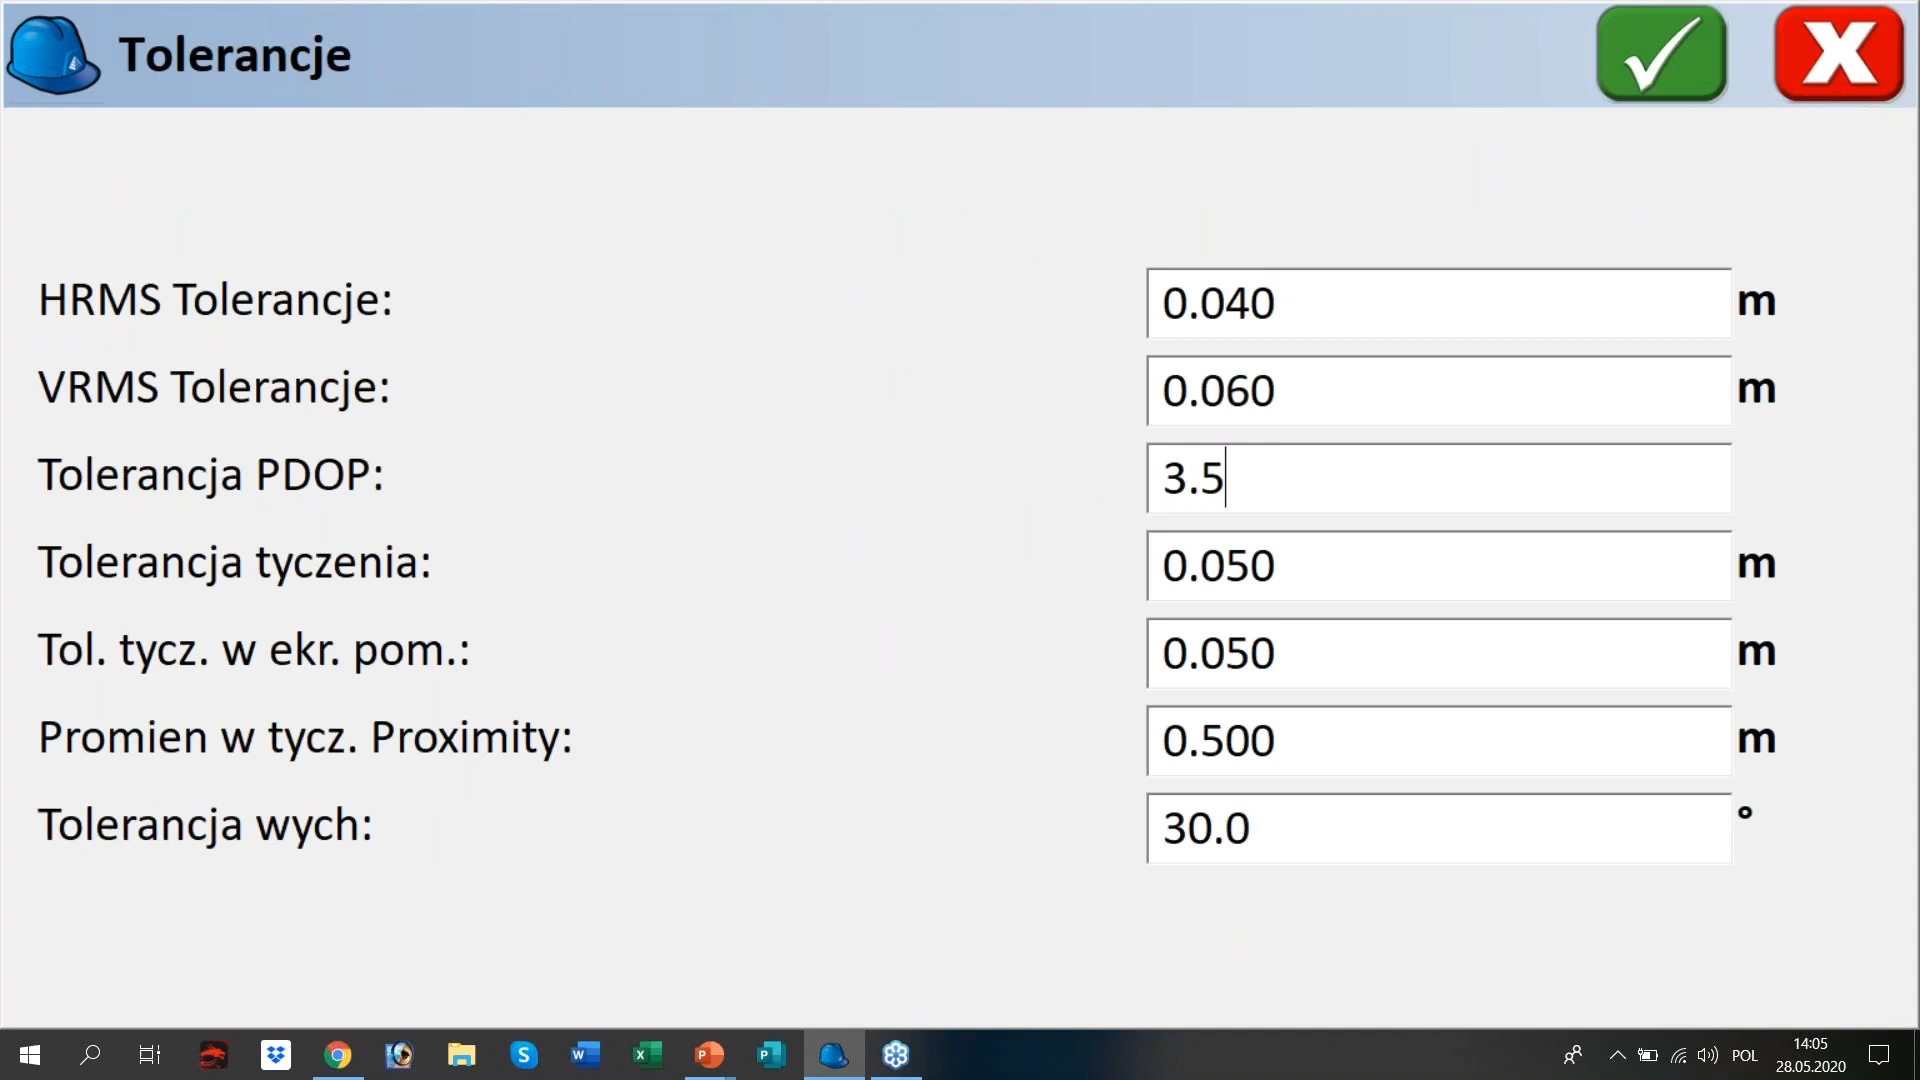 Tolerancje
HRMS Tolerancje: 0.040 m
VRMS Tolerancje: 0.060 m
Tolerancja PDOP: 3.5
Tolerancja tyczenia: 0.050 m
Tol. tycz. w ekr. pom.: 0.050 m
Promien w tycz. Proximity: 0.500 m
Tolerancja wych: 30.0 °
POL
14:05
28.05.2020